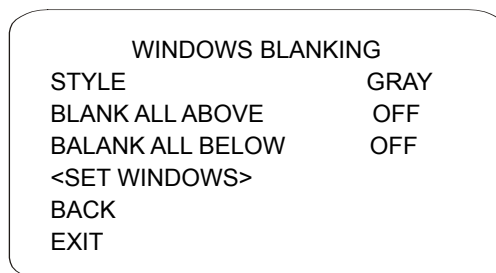 WINDOWS BLANKING
STYLE GRAY
BLANK ALL ABOVE OFF
BALANK ALL BELOW OFF
<SET WINDOWS>
BACK
EXIT